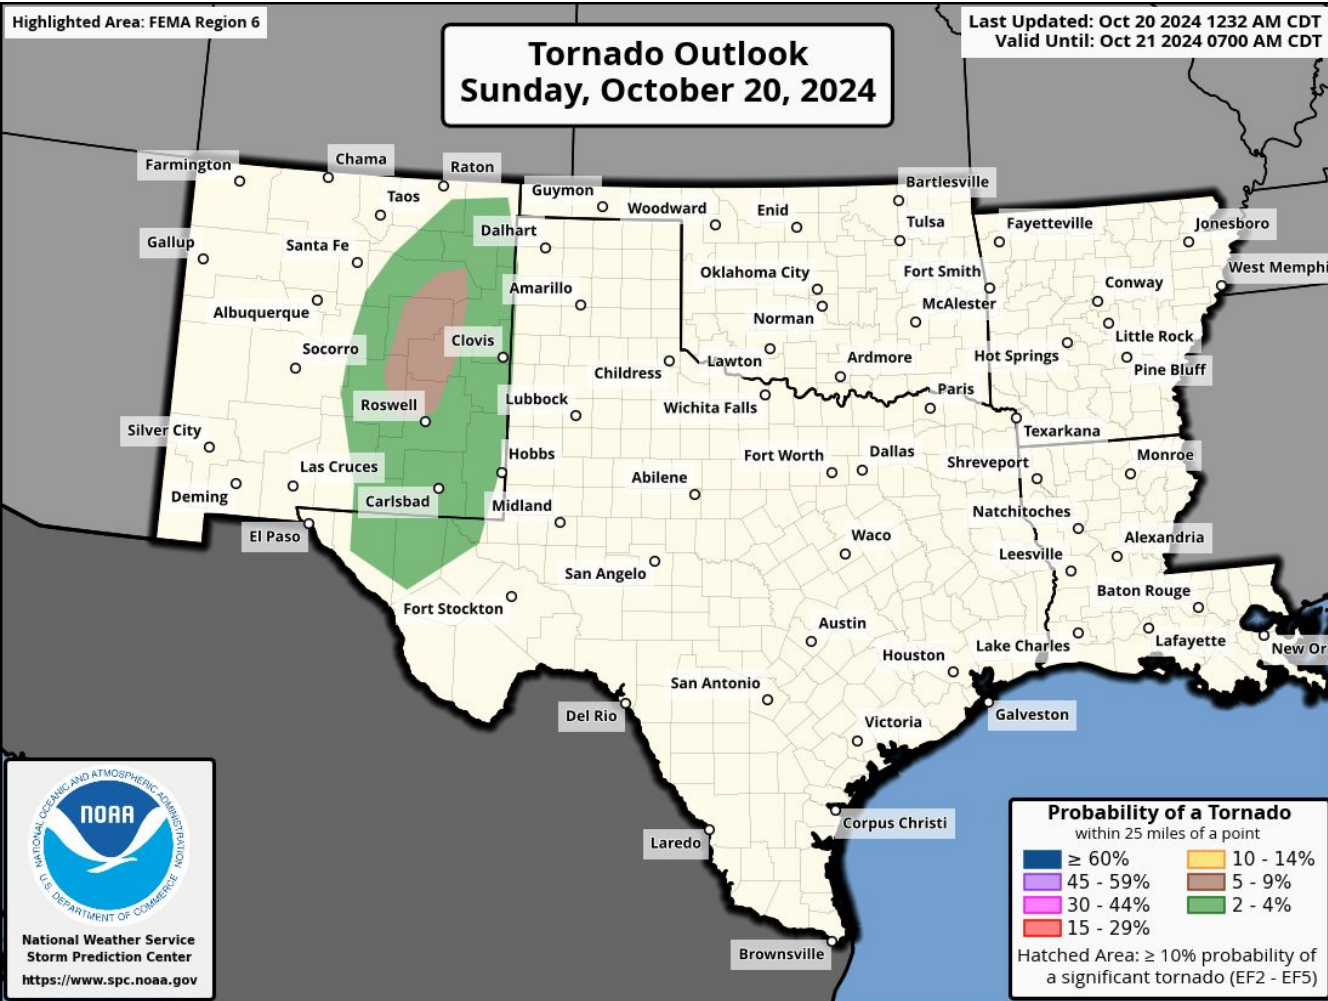 Highlighted Area: FEMA Region 6
Last Updated: Oct 20 2024 1232 AM CDT
Valid Until: Oct 21 2024 0700 AM CDT
Tornado Outlook
Sunday, October 20, 2024
Farmington
Chama
Raton
Taos
Guymon
Bartlesville
Woodward
Enid
Tulsa
Fayetteville
Jonesboro
Gallup
Santa Fe
Dalhart
Oklahoma City
Fort Smith
West Memphi
Amarillo
Conway
Albuquerque
Norman
McAlester
Socorro
Clovis
Little Rock
Childress
Lawton
Ardmore
Hot Springs
Pine Bluff
Roswell
Lubbock
Wichita Falls
Paris
Silver City
Texarkana
Las Cruces
Hobbs
Fort Worth
Dallas
Shreveport
Monroe
Deming
Carlsbad
Midland
Abilene
Natchitoches
El Paso
Waco
Leesville
Alexandria
San Angelo
Baton Rouge
Fort Stockton
Austin
Houston
Lake Charles
Lafayette
New Or
San Antonio
Del Rio
Victoria
Galveston
Corpus Christi
Laredo
Brownsville
NATIONAL OCEANIC AND ATMOSPHERIC ADMINISTRATION
NOAA
U.S. DEPARTMENT OF COMMERCE
National Weather Service
Storm Prediction Center
https://www.spc.noaa.gov
Probability of a Tornado
within 25 miles of a point
≥ 60% 10 - 14%
45 - 59% 5 - 9%
30 - 44% 2 - 4%
15 - 29%
Hatched Area: ≥ 10% probability of
a significant tornado (EF2 - EF5)